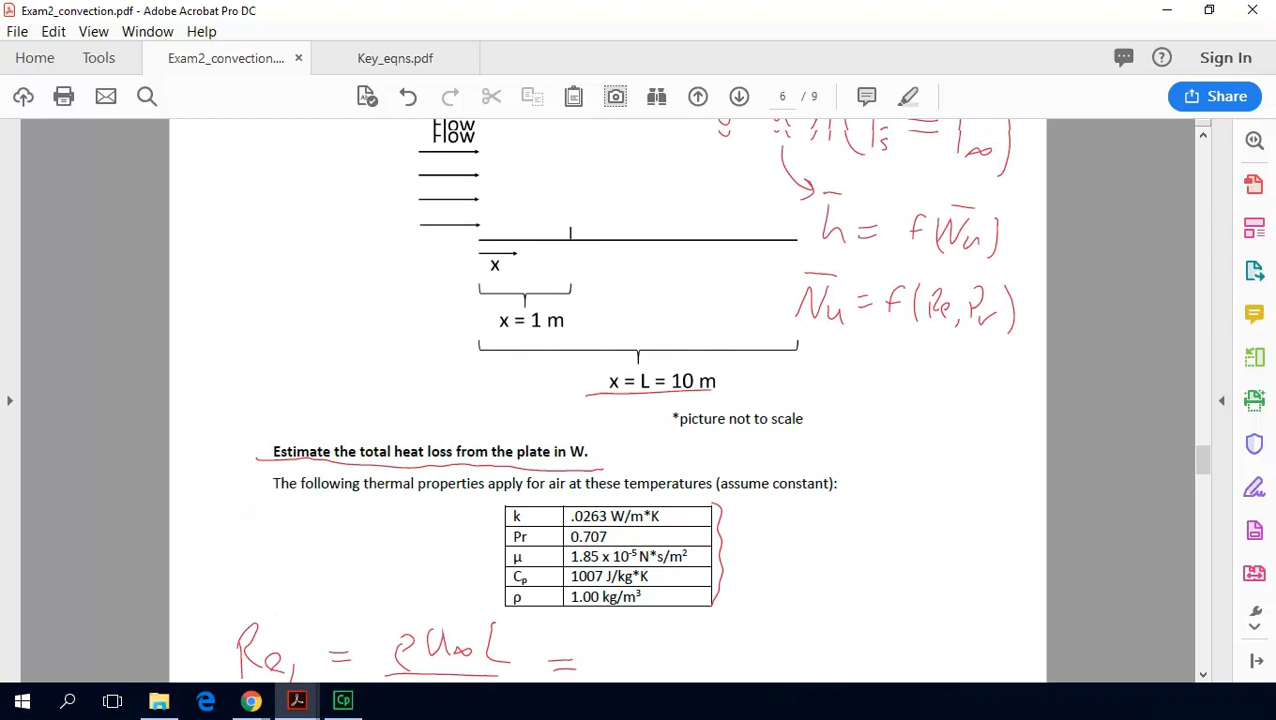 Exam2_convection.pdf - Adobe Acrobat Pro DC
File Edit View Window Help
Home Tools Exam2_convection.... × Key_eqns.pdf Sign In
6 / 9 Share
Flow
Flow
h = f(Nu)
x
Nu = f(Re, Pr)
x = 1 m
x = L = 10 m
*picture not to scale
Estimate the total heat loss from the plate in W.
The following thermal properties apply for air at these temperatures (assume constant):
k .0263 W/m*K
Pr 0.707
μ 1.85 x 10⁻⁵ N*s/m²
Cₚ 1007 J/kg*K
ρ 1.00 kg/m³
= ρ U∞ L =